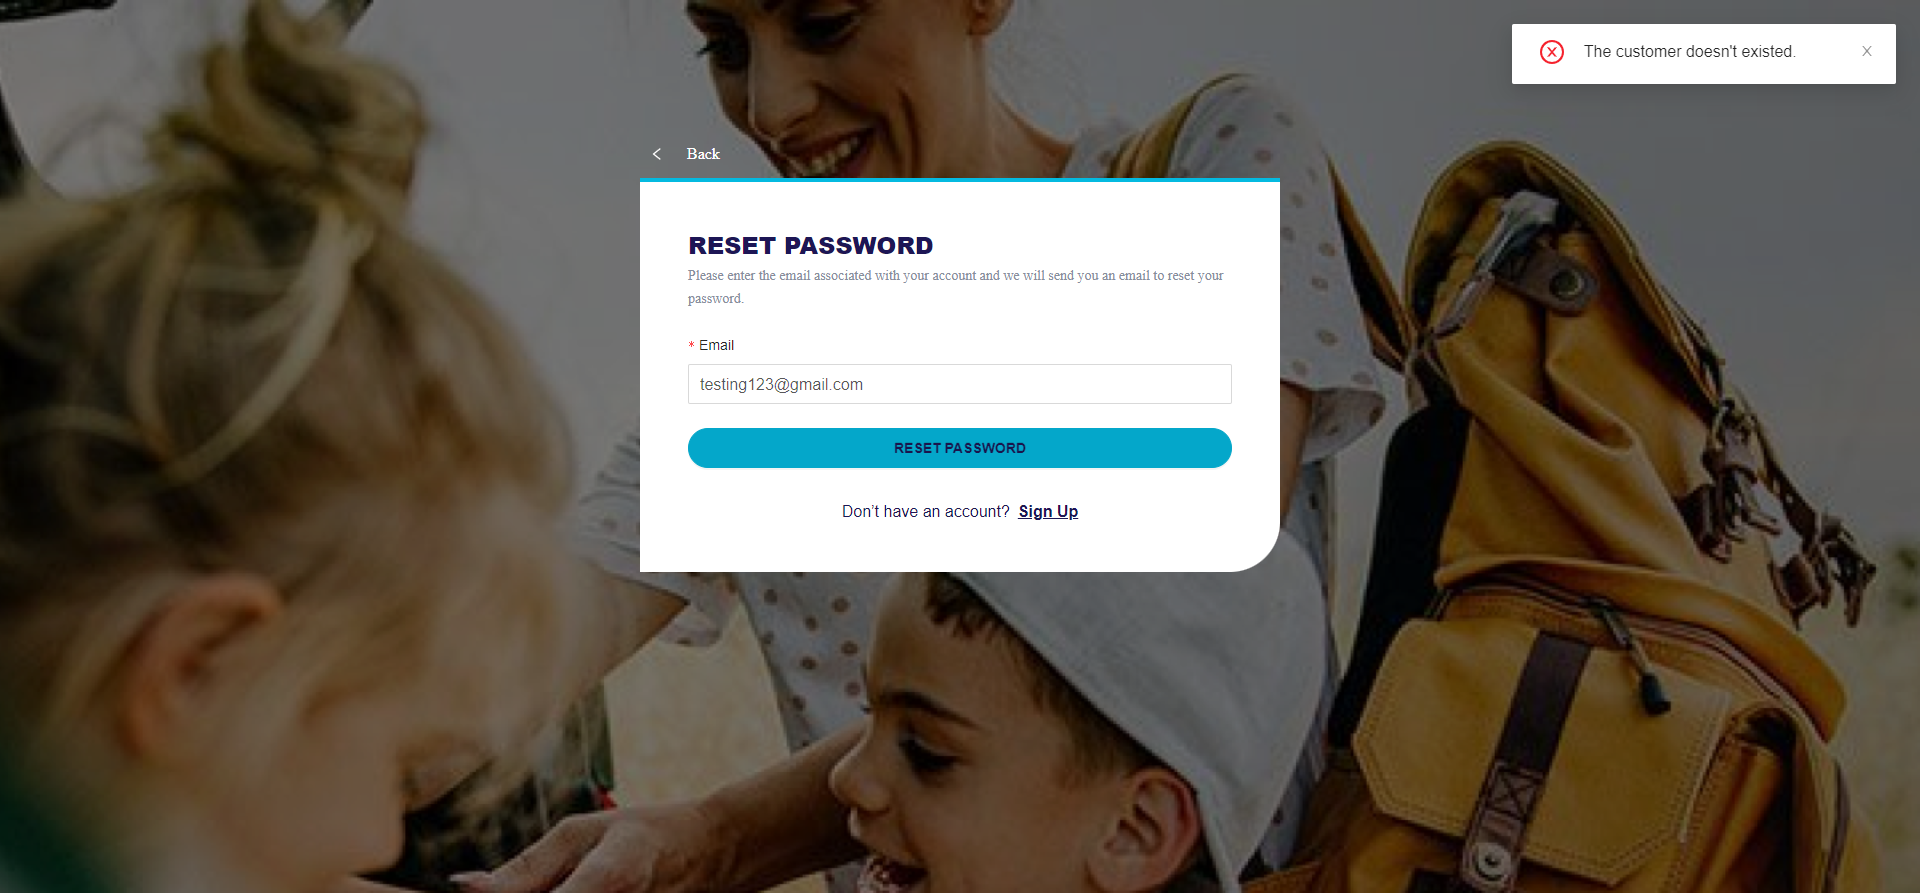 The customer doesn't existed.
Back
RESET PASSWORD
Please enter the email associated with your account and we will send you an email to reset your
password.
* Email
testing123@gmail.com
RESET PASSWORD
Don’t have an account? Sign Up